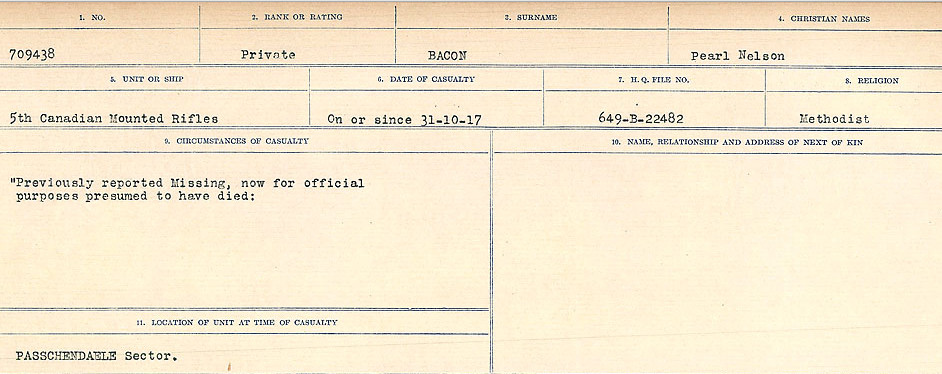 1. NO.
2. RANK OR RATING
3. SURNAME
4. CHRISTIAN NAMES
709438
Private
BACON
Pearl Nelson
5. UNIT OR SHIP
6. DATE OF CASUALTY
7. H. Q. FILE NO.
8. RELIGION
5th Canadian Mounted Rifles
On or since 31-10-17
649-B-22482
Methodist
9. CIRCUMSTANCES OF CASUALTY
"Previously reported Missing, now for official
purposes presumed to have died:
10. NAME, RELATIONSHIP AND ADDRESS OF NEXT OF KIN
11. LOCATION OF UNIT AT TIME OF CASUALTY
PASSCHENDAELE Sector.